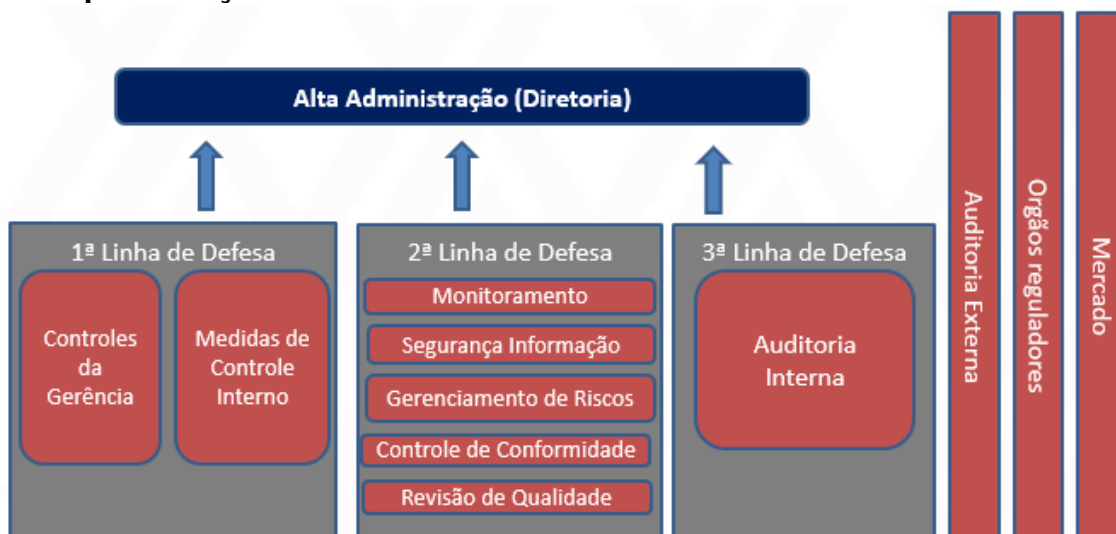 Alta Administração (Diretoria)
1ª Linha de Defesa
Controles
da
Gerência
Medidas de
Controle
Interno
2ª Linha de Defesa
Monitoramento
Segurança Informação
Gerenciamento de Riscos
Controle de Conformidade
Revisão de Qualidade
3ª Linha de Defesa
Auditoria
Interna
Auditoria Externa
Orgãos reguladores
Mercado